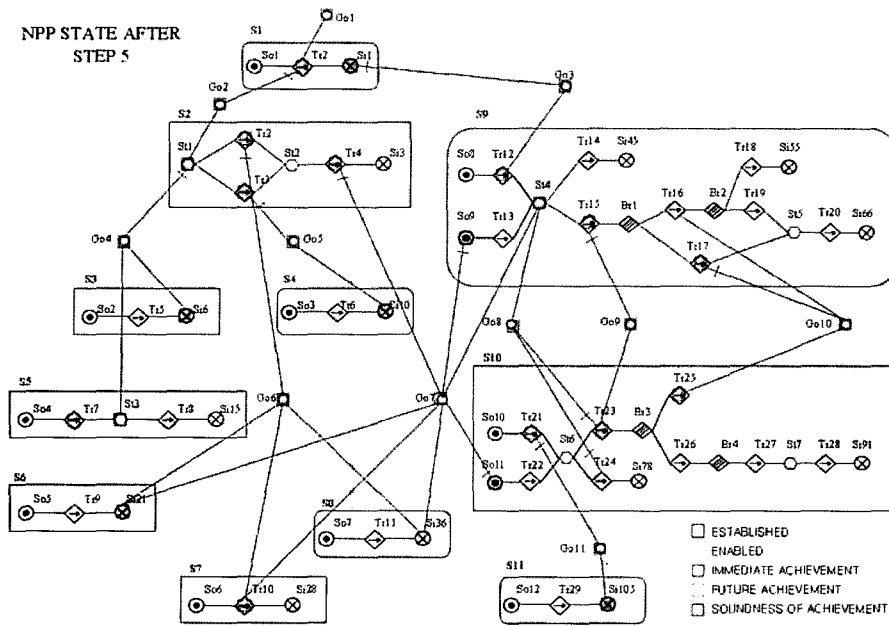 NPP STATE AFTER
STEP 5
Go1
S1
So1 Tr2 Si1
Go2
Go3
S2
St1 Tr2 St2 Tr4 Si3
Tr3
Go4
Go5
S9
So8 Tr12 St4 Tr14 Si45
So9 Tr13 Tr15 Br1 Tr16 Br2 Tr18 Si55
Tr19 St5 Tr20 Si66
Tr17
S3
So2 Tr5 Si6
S4
So3 Tr6 Si10
Go8 Go9 Go10
S5
So4 Tr7 St3 Tr8 Si15
Go6
Go7
S10
So10 Tr21 St6 Tr23 Br3 Tr25
So11 Tr22 Tr24 Si78
Tr26 Br4 Tr27 St7 Tr28 Si91
S6
So5 Tr9 Si21
S8
So7 Tr11 Si36
S7
So6 Tr10 Si28
Go11
S11
So12 Tr29 Si105
ESTABLISHED
ENABLED
IMMEDIATE ACHIEVEMENT
FUTURE ACHIEVEMENT
SOUNDNESS OF ACHIEVEMENT